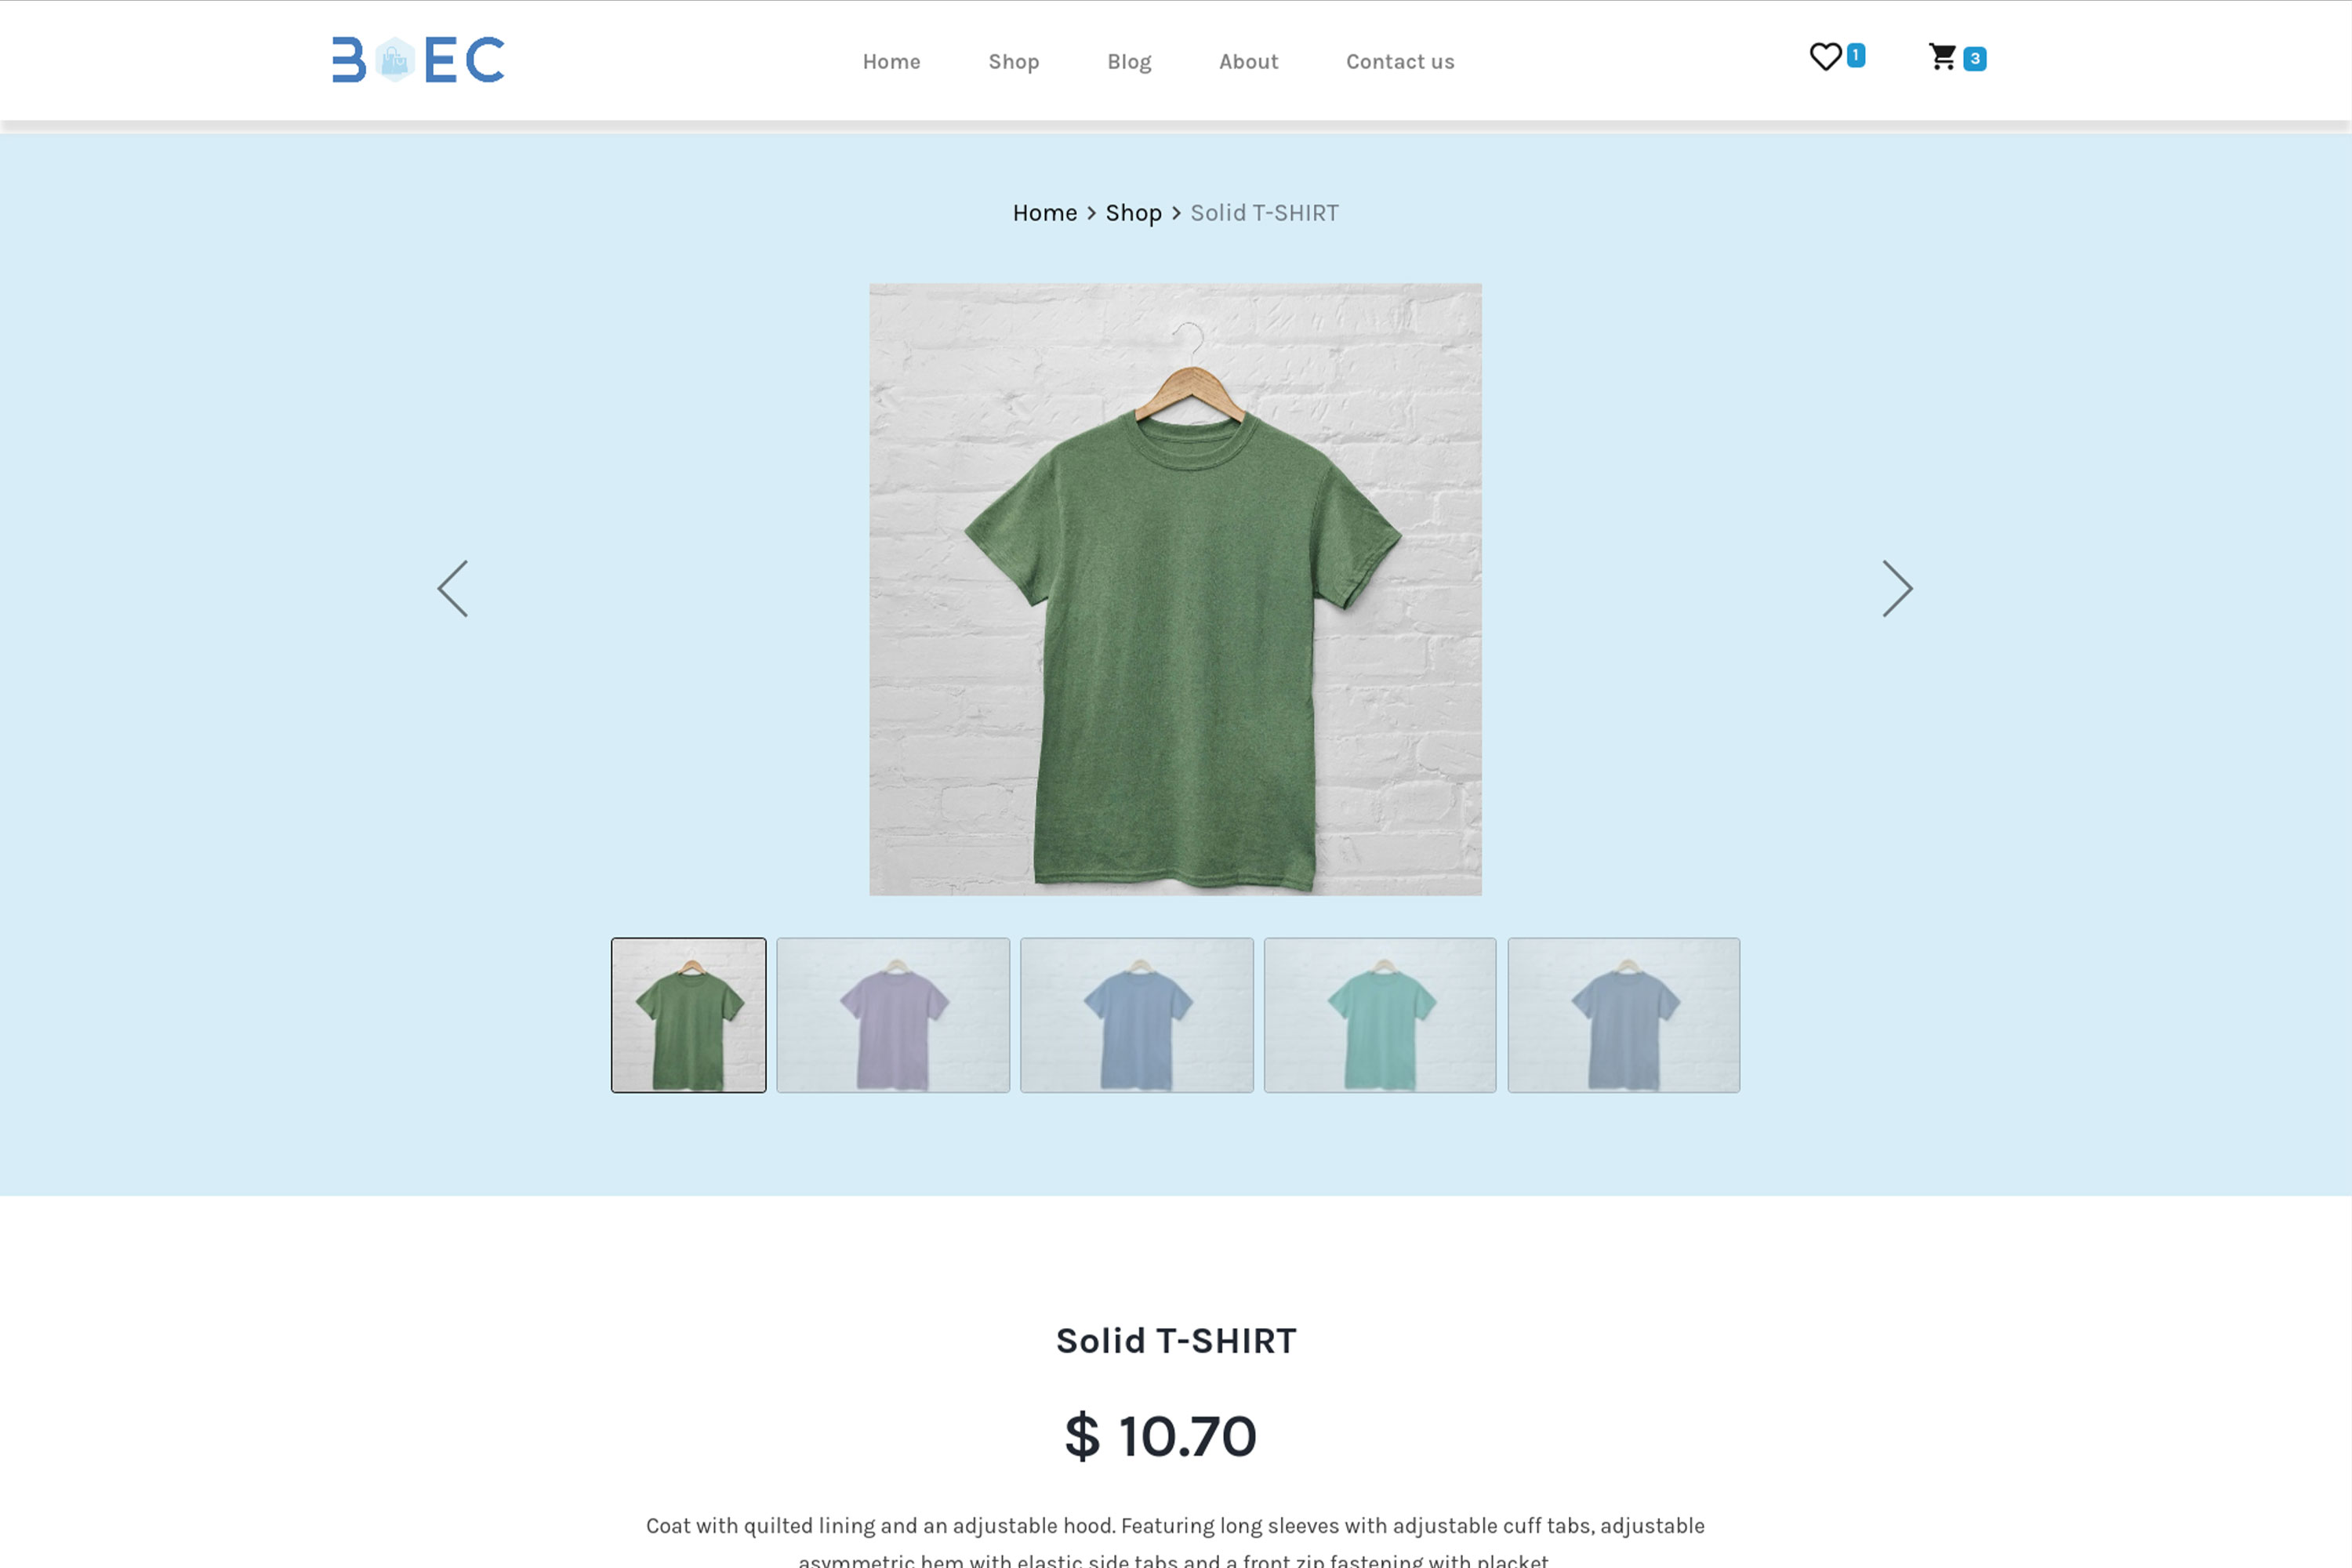 B EC
Home Shop Blog About Contact us
1
3
Home > Shop > Solid T-SHIRT
Solid T-SHIRT
$ 10.70
Coat with quilted lining and an adjustable hood. Featuring long sleeves with adjustable cuff tabs, adjustable
asymmetric hem with elastic side tabs and a front zip fastening with placket